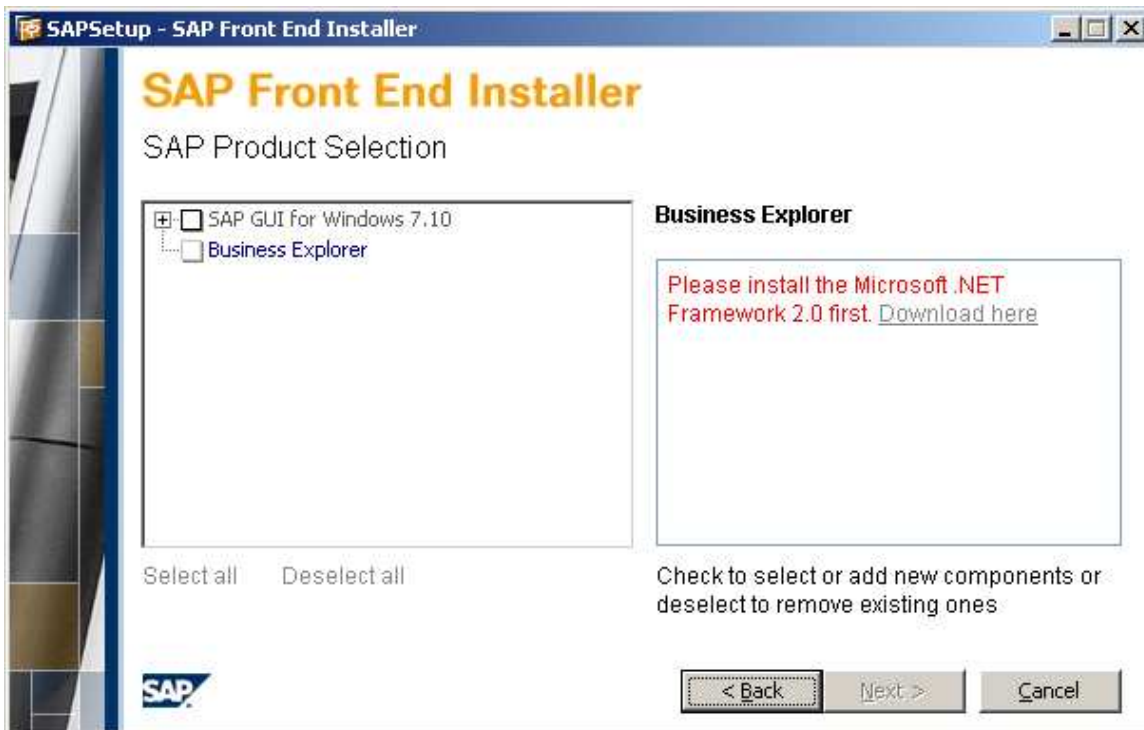 SAPSetup - SAP Front End Installer
SAP Front End Installer
SAP Product Selection
SAP GUI for Windows 7.10
Business Explorer
Business Explorer
Please install the Microsoft .NET
Framework 2.0 first. Download here
Select all Deselect all
Check to select or add new components or
deselect to remove existing ones
SAP
< Back Next > Cancel